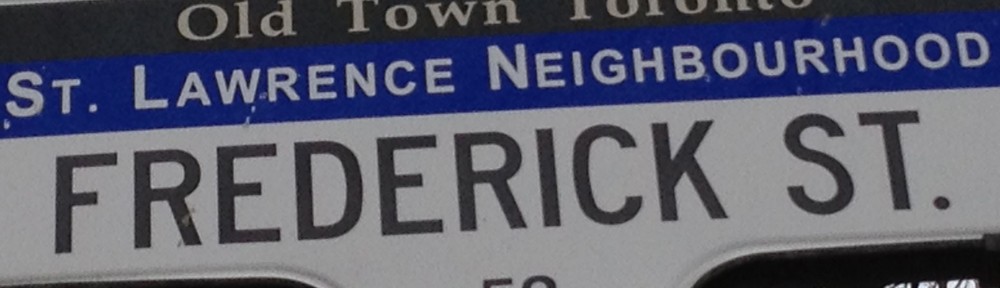 Old Town Toronto
ST. LAWRENCE NEIGHBOURHOOD
FREDERICK ST.